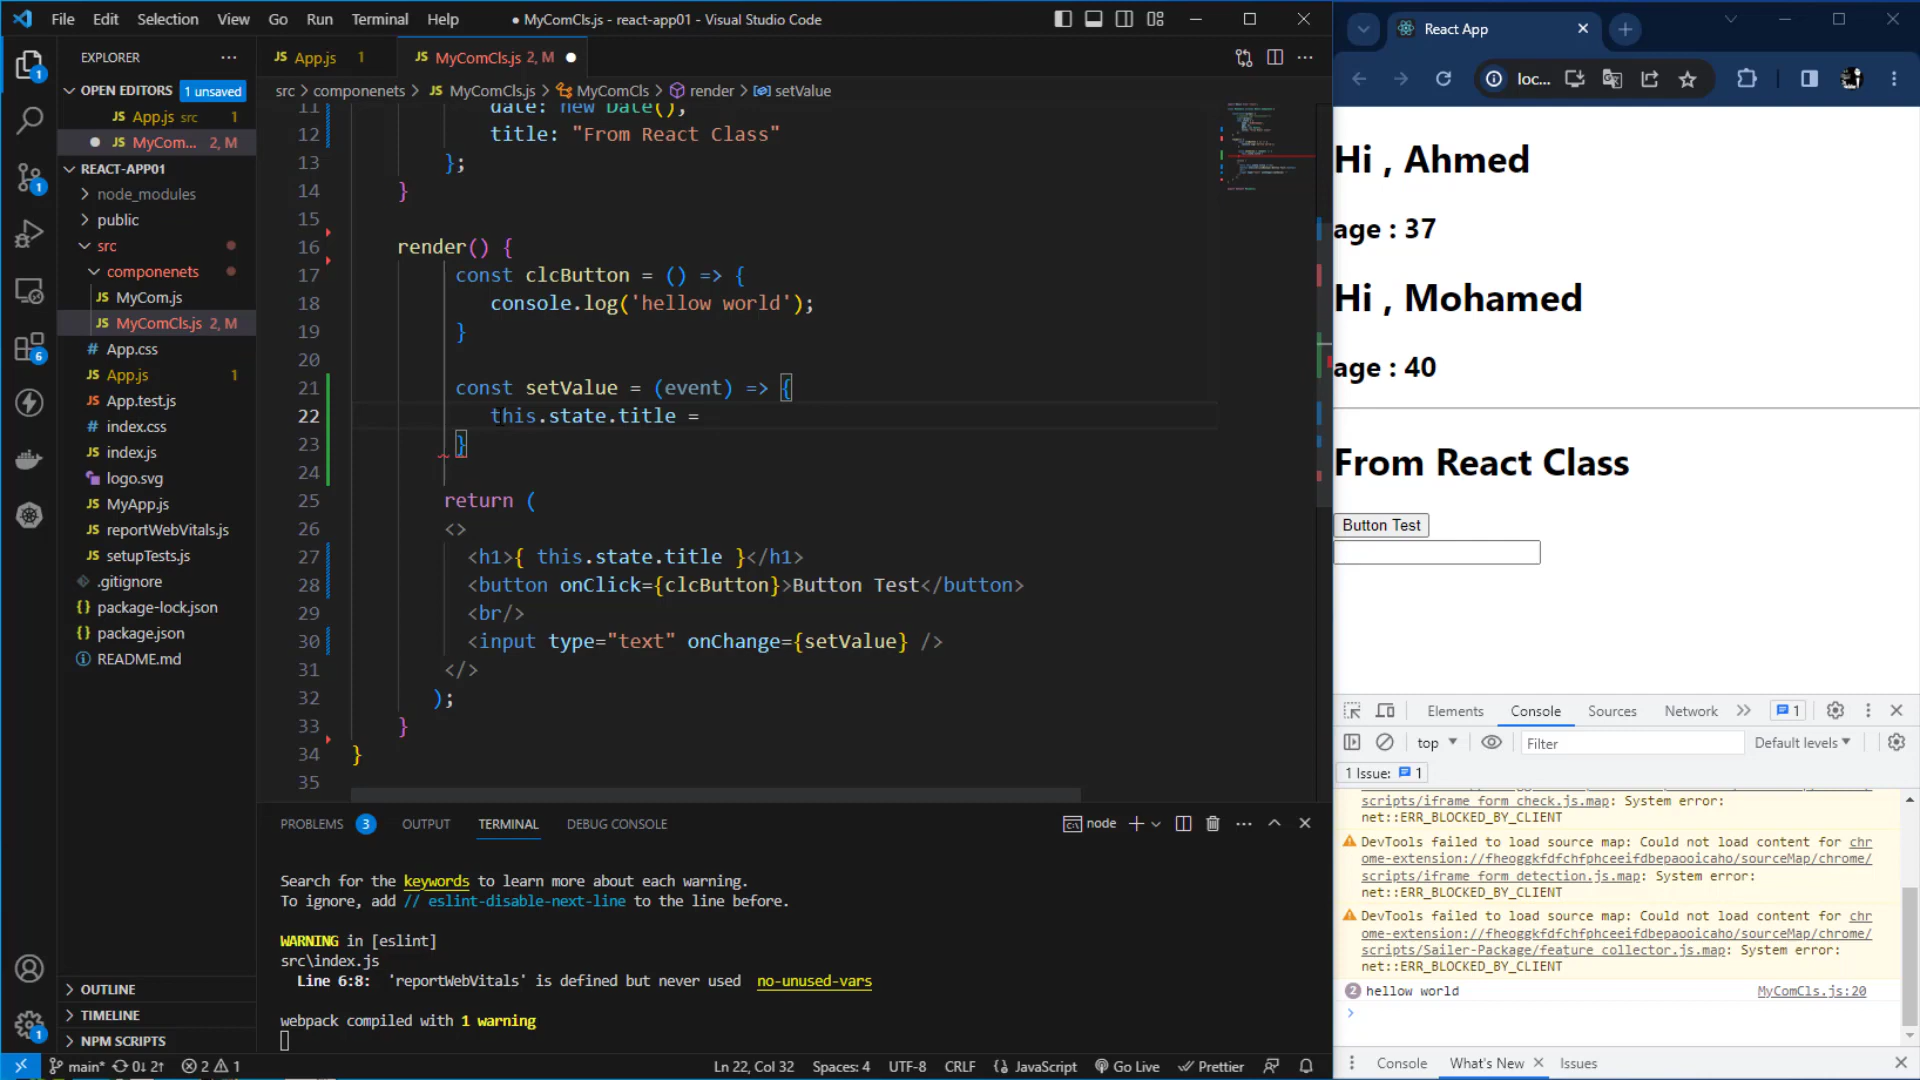 File Edit Selection View Go Run Terminal Help
MyComCls.js - react-app01 - Visual Studio Code
EXPLORER
OPEN EDITORS 1 unsaved
JS App.js src 1
JS MyCom... 2, M
REACT-APP01
node_modules
public
src
componenets
JS MyCom.js
JS MyComCls.js 2, M
# App.css
JS App.js 1
JS App.test.js
# index.css
JS index.js
logo.svg
JS MyApp.js
JS reportWebVitals.js
JS setupTests.js
.gitignore
{} package-lock.json
{} package.json
README.md
OUTLINE
TIMELINE
NPM SCRIPTS
1
1
6
1
JS App.js 1
JS MyComCls.js 2, M
src > componenets > JS MyComCls.js > MyComCls > render > setValue
11 date: new Date(),
12 title: "From React Class"
13 };
14 }
15
16 render() {
17 const clcButton = () => {
18 console.log('hellow world');
19 }
20
21 const setValue = (event) => {
22 this.state.title =
23 }
24
25 return (
26 <>
27 <h1>{ this.state.title }</h1>
28 <button onClick={clcButton}>Button Test</button>
29 <br/>
30 <input type="text" onChange={setValue} />
31 </>
32 );
33 }
34 }
35
PROBLEMS 3 OUTPUT TERMINAL DEBUG CONSOLE
node
Search for the keywords to learn more about each warning.
To ignore, add // eslint-disable-next-line to the line before.
WARNING in [eslint]
src\index.js
Line 6:8: 'reportWebVitals' is defined but never used no-unused-vars
webpack compiled with 1 warning
main* 0↓ 2↑ 2 1
Ln 22, Col 32 Spaces: 4 UTF-8 CRLF {} JavaScript Go Live Prettier
React App
loc...
Hi , Ahmed
age : 37
Hi , Mohamed
age : 40
From React Class
Button Test
Elements Console Sources Network 1
top Filter Default levels
1 Issue: 1
scripts/iframe_form_check.js.map: System error:
net::ERR_BLOCKED_BY_CLIENT
DevTools failed to load source map: Could not load content for chr
ome-extension://fheoggkfdfchfphceeifdbepaooicaho/sourceMap/chrome/
scripts/iframe_form_detection.js.map: System error:
net::ERR_BLOCKED_BY_CLIENT
DevTools failed to load source map: Could not load content for chr
ome-extension://fheoggkfdfchfphceeifdbepaooicaho/sourceMap/chrome/
scripts/Sailer-Package/feature_collector.js.map: System error:
net::ERR_BLOCKED_BY_CLIENT
2 hellow world MyComCls.js:20
Console What's New Issues